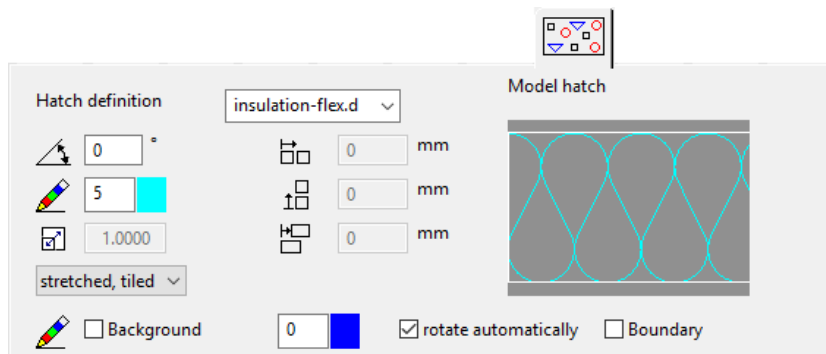 Model hatch
Hatch definition
insulation-flex.d
0 °
0 mm
5
0 mm
1.0000
0 mm
stretched, tiled
Background
0
rotate automatically
Boundary